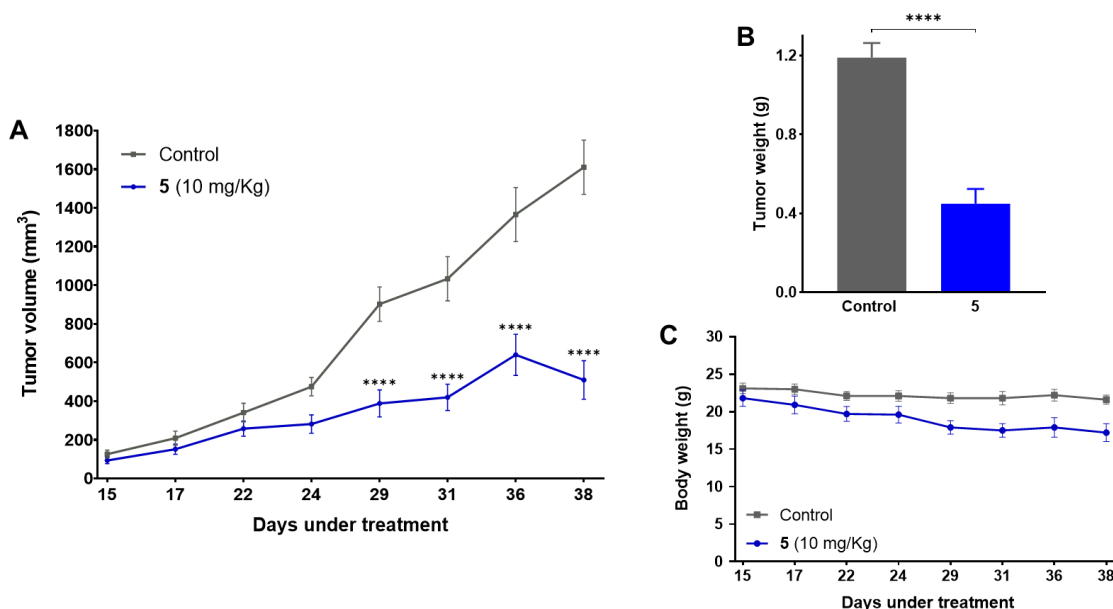 A
Tumor volume (mm³)
1800
1600
1400
1200
1000
800
600
400
200
0
Control
5 (10 mg/Kg)
****
****
****
****
15 17 22 24 29 31 36 38
Days under treatment
B
****
Tumor weight (g)
1.2
0.8
0.4
0.0
Control 5
C
Body weight (g)
30
25
20
15
10
5
0
Control
5 (10 mg/Kg)
15 17 22 24 29 31 36 38
Days under treatment